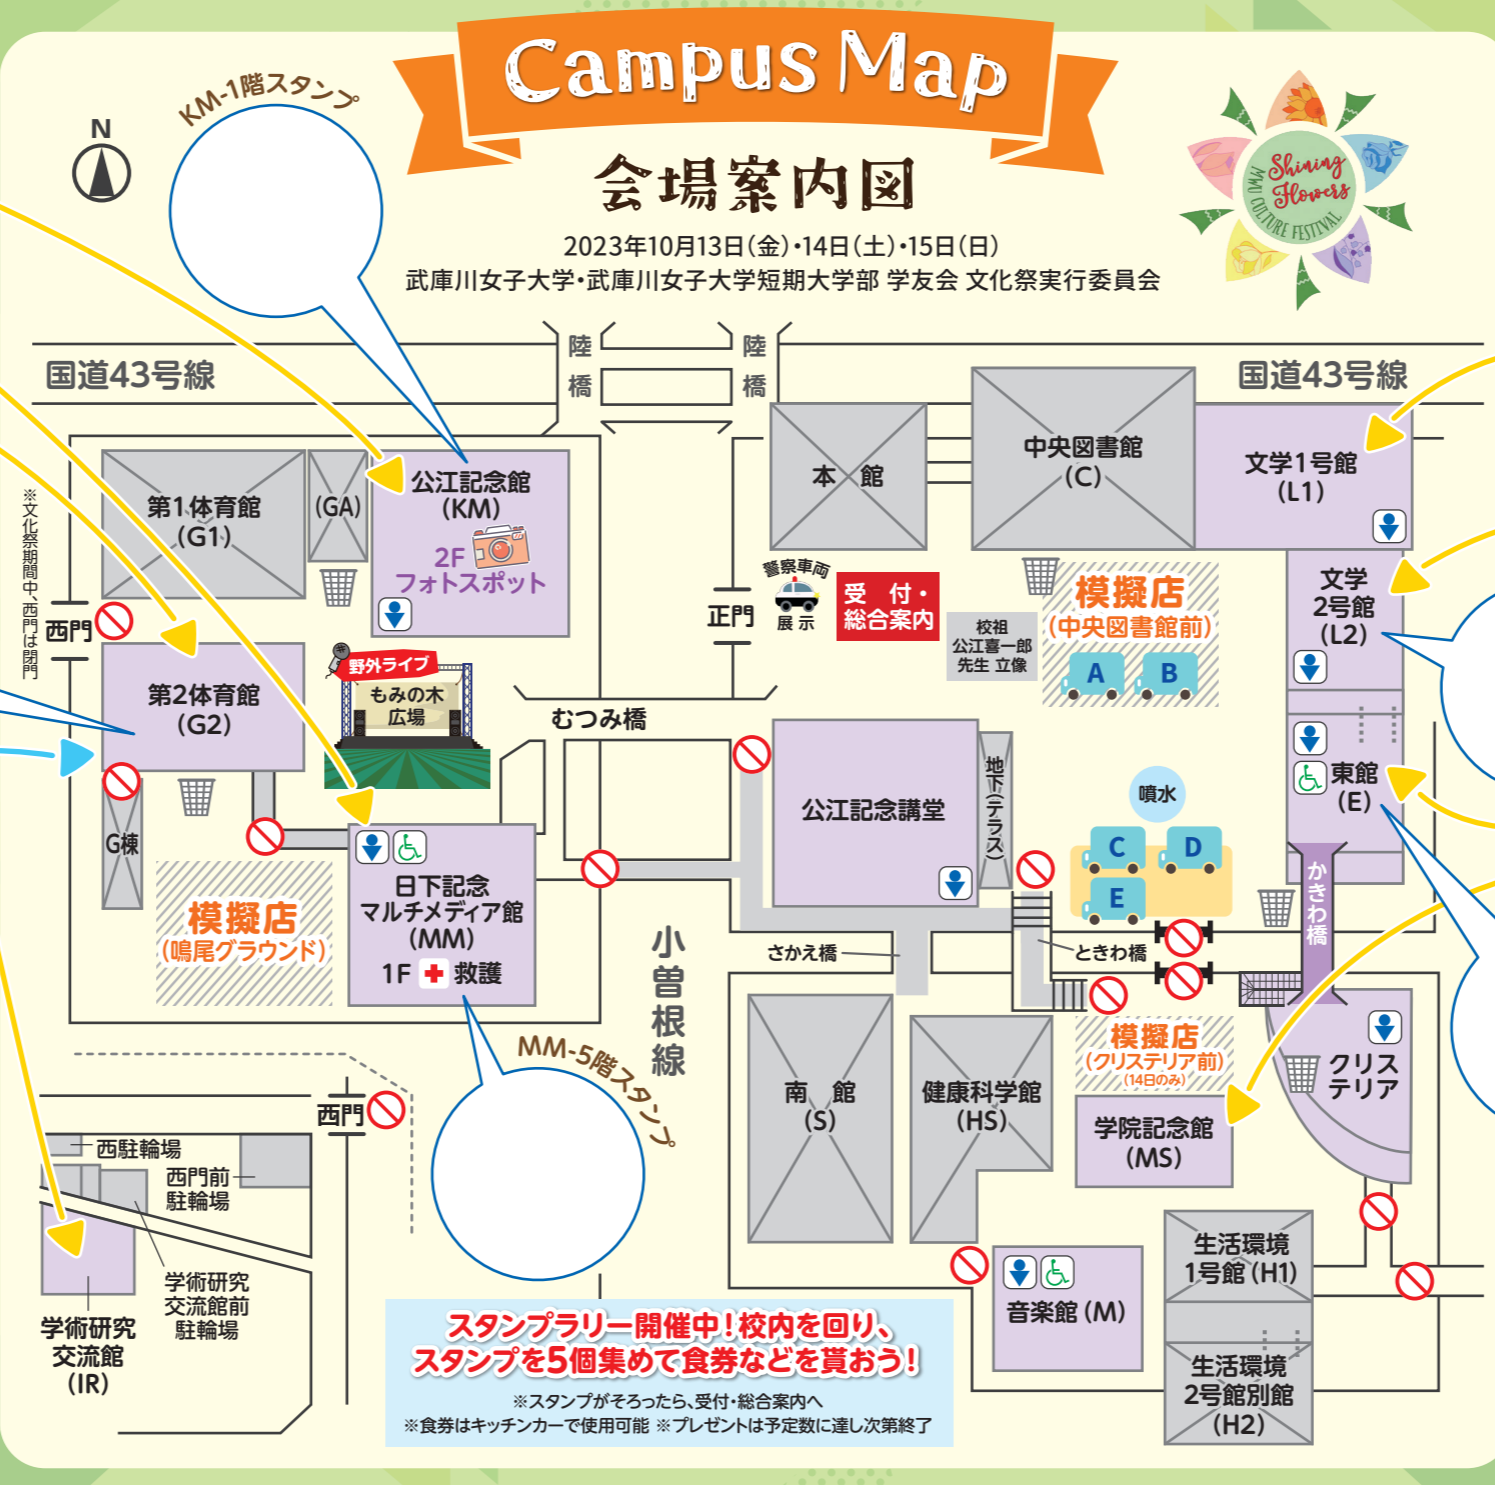 Campus Map
会場案内図
2023年10月13日(金)・14日(土)・15日(日)
武庫川女子大学・武庫川女子大学短期大学部 学友会 文化祭実行委員会
Shining
Flowers
MWU CULTURE FESTIVAL
KM-1階スタンプ
N
国道43号線
陸橋
陸橋
国道43号線
第1体育館
(G1)
(GA)
公江記念館
(KM)
2F
フォトスポット
本 館
中央図書館
(C)
文学1号館
(L1)
※文化祭期間中、西門は閉門
西門
正門
警察車両
展示
受 付・
総合案内
校祖
公江喜一郎
先生 立像
模擬店
(中央図書館前)
A
B
文学
2号館
(L2)
第2体育館
(G2)
野外ライブ
もみの木
広場
むつみ橋
G棟
公江記念講堂
地下(テラス)
噴水
C
D
E
東館
(E)
かきわ橋
模擬店
(鳴尾グラウンド)
日下記念
マルチメディア館
(MM)
1F 救護
小曽根線
さかえ橋
ときわ橋
MM-5階スタンプ
南 館
(S)
健康科学館
(HS)
模擬店
(クリステリア前)
(14日のみ)
学院記念館
(MS)
クリス
テリア
西門
西駐輪場
西門前
駐輪場
学術研究
交流館前
駐輪場
学術研究
交流館
(IR)
音楽館(M)
生活環境
1号館(H1)
生活環境
2号館別館
(H2)
スタンプラリー開催中!校内を回り、
スタンプを5個集めて食券などを貰おう!
※スタンプがそろったら、受付・総合案内へ
※食券はキッチンカーで使用可能 ※プレゼントは予定数に達し次第終了